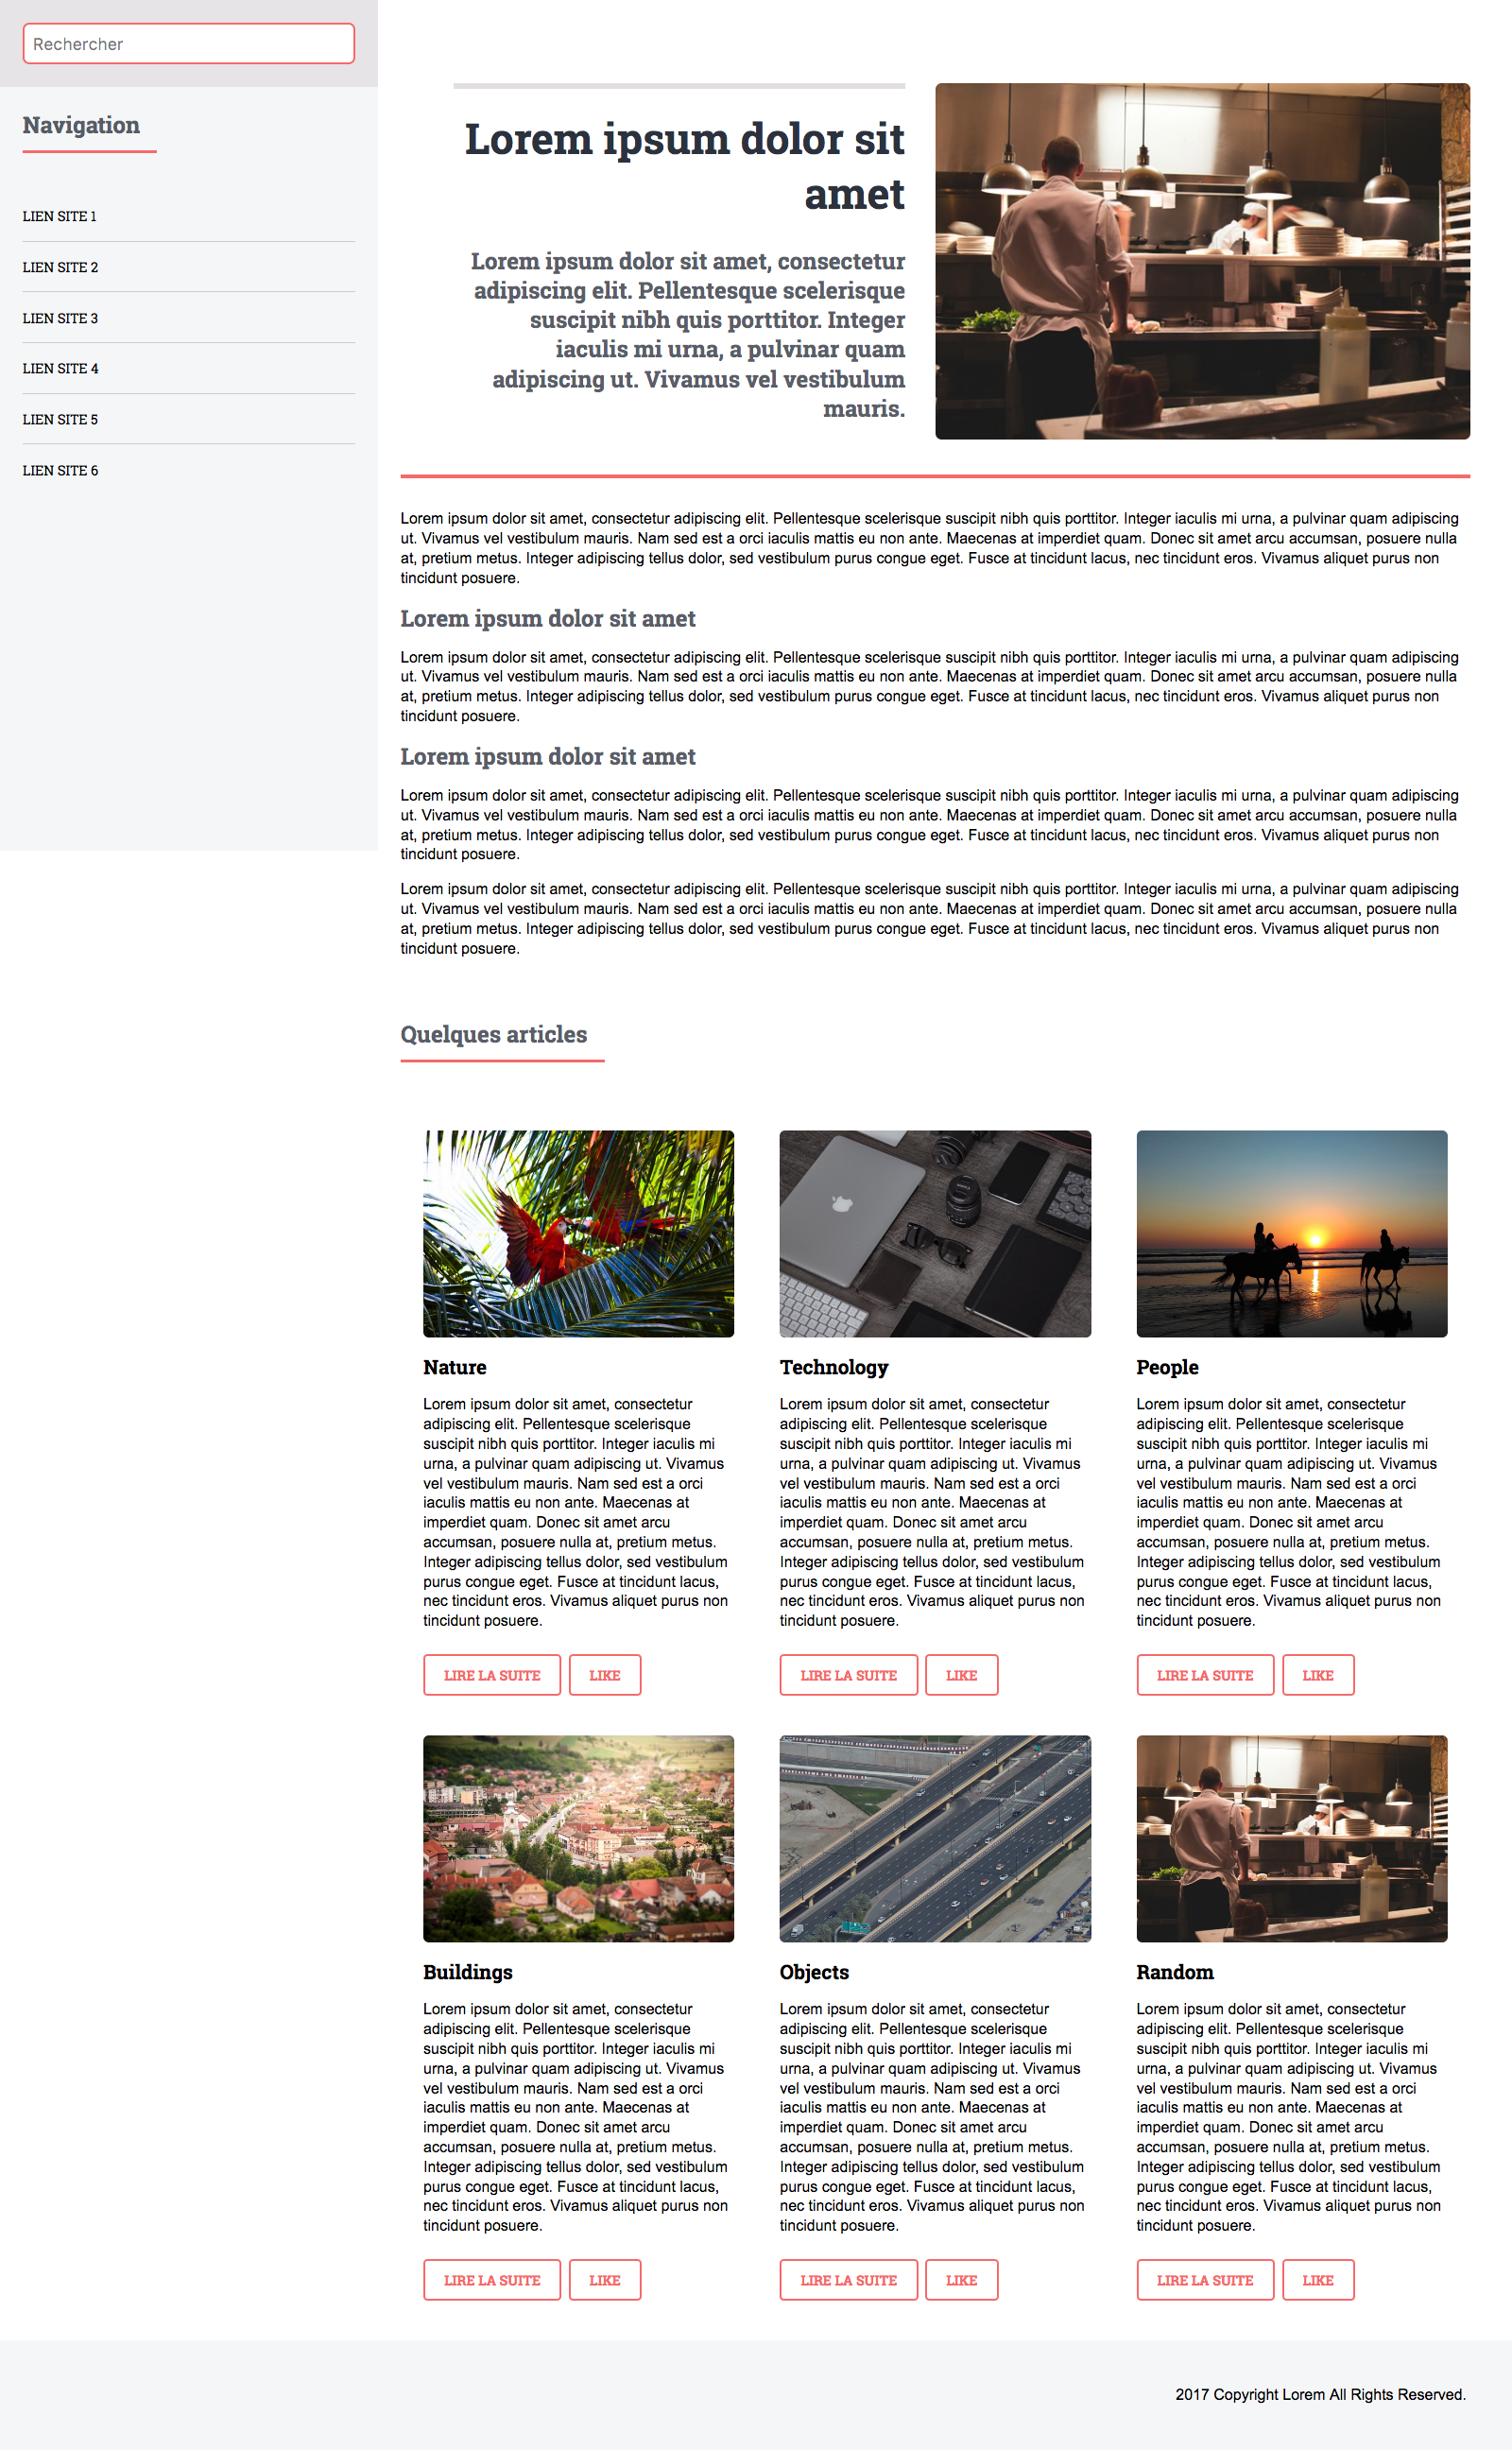 Rechercher
Navigation
LIEN SITE 1
LIEN SITE 2
LIEN SITE 3
LIEN SITE 4
LIEN SITE 5
LIEN SITE 6
Lorem ipsum dolor sit
amet
Lorem ipsum dolor sit amet, consectetur
adipiscing elit. Pellentesque scelerisque
suscipit nibh quis porttitor. Integer
iaculis mi urna, a pulvinar quam
adipiscing ut. Vivamus vel vestibulum
mauris.
Lorem ipsum dolor sit amet, consectetur adipiscing elit. Pellentesque scelerisque suscipit nibh quis porttitor. Integer iaculis mi urna, a pulvinar quam adipiscing
ut. Vivamus vel vestibulum mauris. Nam sed est a orci iaculis mattis eu non ante. Maecenas at imperdiet quam. Donec sit amet arcu accumsan, posuere nulla
at, pretium metus. Integer adipiscing tellus dolor, sed vestibulum purus congue eget. Fusce at tincidunt lacus, nec tincidunt eros. Vivamus aliquet purus non
tincidunt posuere.
Lorem ipsum dolor sit amet
Lorem ipsum dolor sit amet, consectetur adipiscing elit. Pellentesque scelerisque suscipit nibh quis porttitor. Integer iaculis mi urna, a pulvinar quam adipiscing
ut. Vivamus vel vestibulum mauris. Nam sed est a orci iaculis mattis eu non ante. Maecenas at imperdiet quam. Donec sit amet arcu accumsan, posuere nulla
at, pretium metus. Integer adipiscing tellus dolor, sed vestibulum purus congue eget. Fusce at tincidunt lacus, nec tincidunt eros. Vivamus aliquet purus non
tincidunt posuere.
Lorem ipsum dolor sit amet
Lorem ipsum dolor sit amet, consectetur adipiscing elit. Pellentesque scelerisque suscipit nibh quis porttitor. Integer iaculis mi urna, a pulvinar quam adipiscing
ut. Vivamus vel vestibulum mauris. Nam sed est a orci iaculis mattis eu non ante. Maecenas at imperdiet quam. Donec sit amet arcu accumsan, posuere nulla
at, pretium metus. Integer adipiscing tellus dolor, sed vestibulum purus congue eget. Fusce at tincidunt lacus, nec tincidunt eros. Vivamus aliquet purus non
tincidunt posuere.
Lorem ipsum dolor sit amet, consectetur adipiscing elit. Pellentesque scelerisque suscipit nibh quis porttitor. Integer iaculis mi urna, a pulvinar quam adipiscing
ut. Vivamus vel vestibulum mauris. Nam sed est a orci iaculis mattis eu non ante. Maecenas at imperdiet quam. Donec sit amet arcu accumsan, posuere nulla
at, pretium metus. Integer adipiscing tellus dolor, sed vestibulum purus congue eget. Fusce at tincidunt lacus, nec tincidunt eros. Vivamus aliquet purus non
tincidunt posuere.
Quelques articles
Nature
Lorem ipsum dolor sit amet, consectetur
adipiscing elit. Pellentesque scelerisque
suscipit nibh quis porttitor. Integer iaculis mi
urna, a pulvinar quam adipiscing ut. Vivamus
vel vestibulum mauris. Nam sed est a orci
iaculis mattis eu non ante. Maecenas at
imperdiet quam. Donec sit amet arcu
accumsan, posuere nulla at, pretium metus.
Integer adipiscing tellus dolor, sed vestibulum
purus congue eget. Fusce at tincidunt lacus,
nec tincidunt eros. Vivamus aliquet purus non
tincidunt posuere.
LIRE LA SUITE LIKE
Technology
Lorem ipsum dolor sit amet, consectetur
adipiscing elit. Pellentesque scelerisque
suscipit nibh quis porttitor. Integer iaculis mi
urna, a pulvinar quam adipiscing ut. Vivamus
vel vestibulum mauris. Nam sed est a orci
iaculis mattis eu non ante. Maecenas at
imperdiet quam. Donec sit amet arcu
accumsan, posuere nulla at, pretium metus.
Integer adipiscing tellus dolor, sed vestibulum
purus congue eget. Fusce at tincidunt lacus,
nec tincidunt eros. Vivamus aliquet purus non
tincidunt posuere.
LIRE LA SUITE LIKE
People
Lorem ipsum dolor sit amet, consectetur
adipiscing elit. Pellentesque scelerisque
suscipit nibh quis porttitor. Integer iaculis mi
urna, a pulvinar quam adipiscing ut. Vivamus
vel vestibulum mauris. Nam sed est a orci
iaculis mattis eu non ante. Maecenas at
imperdiet quam. Donec sit amet arcu
accumsan, posuere nulla at, pretium metus.
Integer adipiscing tellus dolor, sed vestibulum
purus congue eget. Fusce at tincidunt lacus,
nec tincidunt eros. Vivamus aliquet purus non
tincidunt posuere.
LIRE LA SUITE LIKE
Buildings
Lorem ipsum dolor sit amet, consectetur
adipiscing elit. Pellentesque scelerisque
suscipit nibh quis porttitor. Integer iaculis mi
urna, a pulvinar quam adipiscing ut. Vivamus
vel vestibulum mauris. Nam sed est a orci
iaculis mattis eu non ante. Maecenas at
imperdiet quam. Donec sit amet arcu
accumsan, posuere nulla at, pretium metus.
Integer adipiscing tellus dolor, sed vestibulum
purus congue eget. Fusce at tincidunt lacus,
nec tincidunt eros. Vivamus aliquet purus non
tincidunt posuere.
LIRE LA SUITE LIKE
Objects
Lorem ipsum dolor sit amet, consectetur
adipiscing elit. Pellentesque scelerisque
suscipit nibh quis porttitor. Integer iaculis mi
urna, a pulvinar quam adipiscing ut. Vivamus
vel vestibulum mauris. Nam sed est a orci
iaculis mattis eu non ante. Maecenas at
imperdiet quam. Donec sit amet arcu
accumsan, posuere nulla at, pretium metus.
Integer adipiscing tellus dolor, sed vestibulum
purus congue eget. Fusce at tincidunt lacus,
nec tincidunt eros. Vivamus aliquet purus non
tincidunt posuere.
LIRE LA SUITE LIKE
Random
Lorem ipsum dolor sit amet, consectetur
adipiscing elit. Pellentesque scelerisque
suscipit nibh quis porttitor. Integer iaculis mi
urna, a pulvinar quam adipiscing ut. Vivamus
vel vestibulum mauris. Nam sed est a orci
iaculis mattis eu non ante. Maecenas at
imperdiet quam. Donec sit amet arcu
accumsan, posuere nulla at, pretium metus.
Integer adipiscing tellus dolor, sed vestibulum
purus congue eget. Fusce at tincidunt lacus,
nec tincidunt eros. Vivamus aliquet purus non
tincidunt posuere.
LIRE LA SUITE LIKE
2017 Copyright Lorem All Rights Reserved.